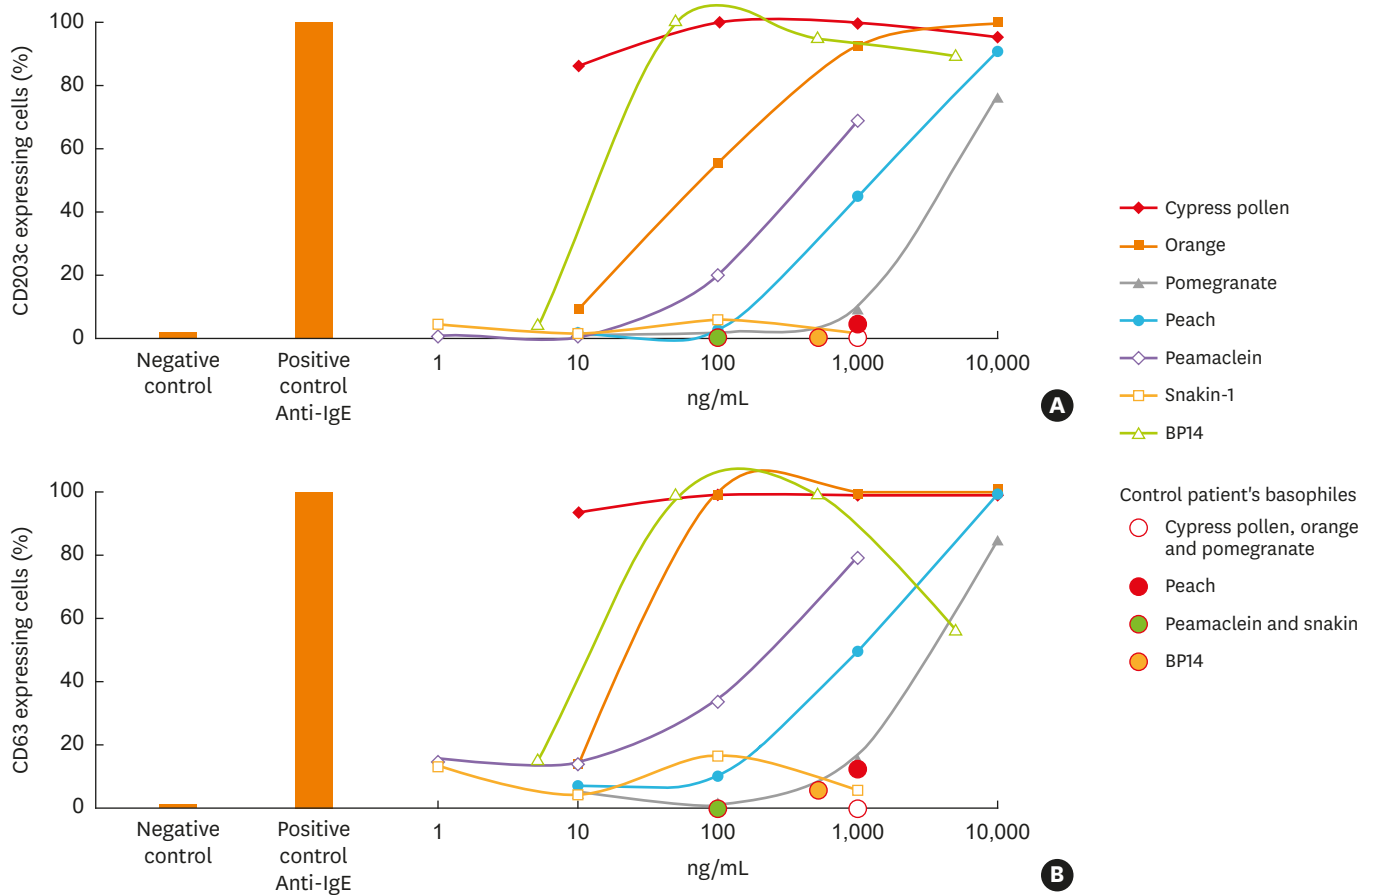 CD203c expressing cells (%)
100
80
60
40
20
0
Negative
control
Positive
control
Anti-IgE
1
10
100
1,000
10,000
ng/mL
A
CD63 expressing cells (%)
100
80
60
40
20
0
Negative
control
Positive
control
Anti-IgE
1
10
100
1,000
10,000
ng/mL
B
Cypress pollen
Orange
Pomegranate
Peach
Peamaclein
Snakin-1
BP14
Control patient's basophiles
Cypress pollen, orange
and pomegranate
Peach
Peamaclein and snakin
BP14